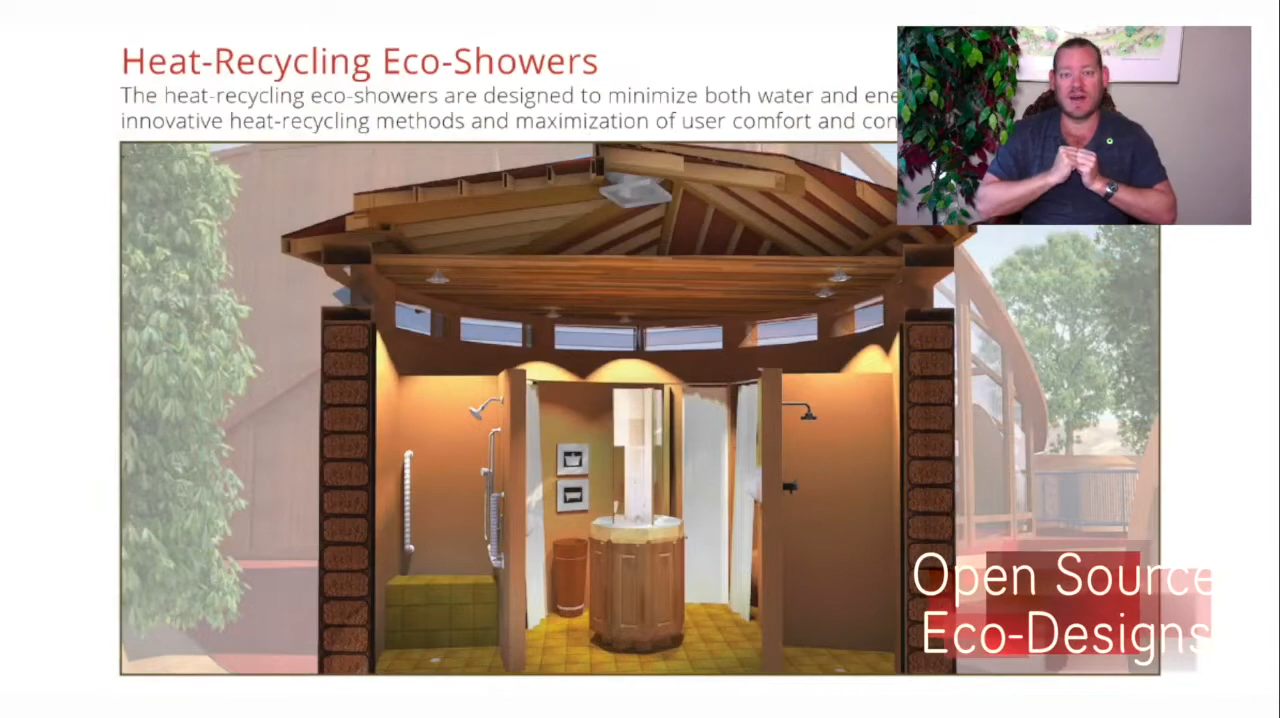 Heat-Recycling Eco-Showers
The heat-recycling eco-showers are designed to minimize both water and
innovative heat-recycling methods and maximization of user comfort and
Open Source
Eco-Designs